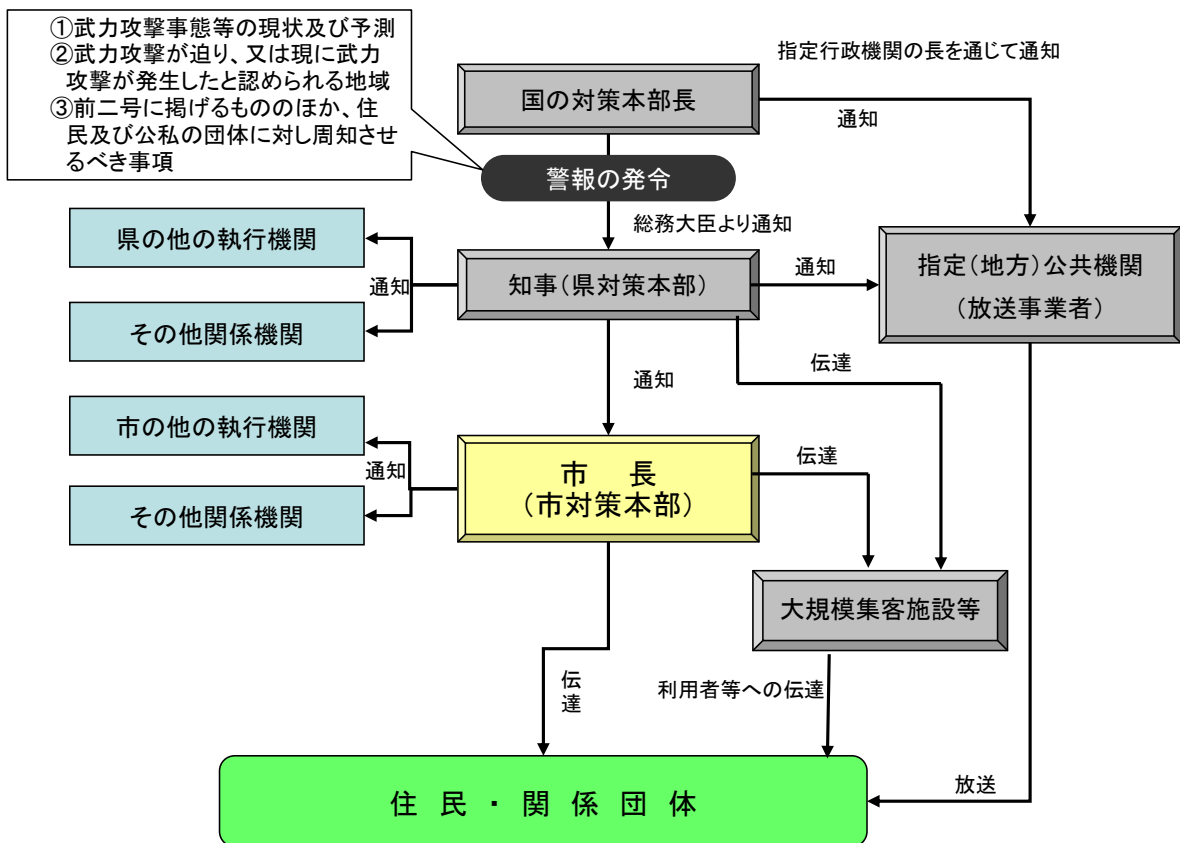 ①武力攻撃事態等の現状及び予測
②武力攻撃が迫り、又は現に武力
攻撃が発生したと認められる地域
③前二号に掲げるもののほか、住
民及び公私の団体に対し周知させ
るべき事項
指定行政機関の長を通じて通知
国の対策本部長
通知
警報の発令
総務大臣より通知
県の他の執行機関
通知
その他関係機関
知事(県対策本部)
通知
指定(地方)公共機関
(放送事業者)
伝達
通知
市の他の執行機関
通知
その他関係機関
市 長
(市対策本部)
伝達
大規模集客施設等
伝
達
利用者等への伝達
放送
住 民 ・ 関 係 団 体